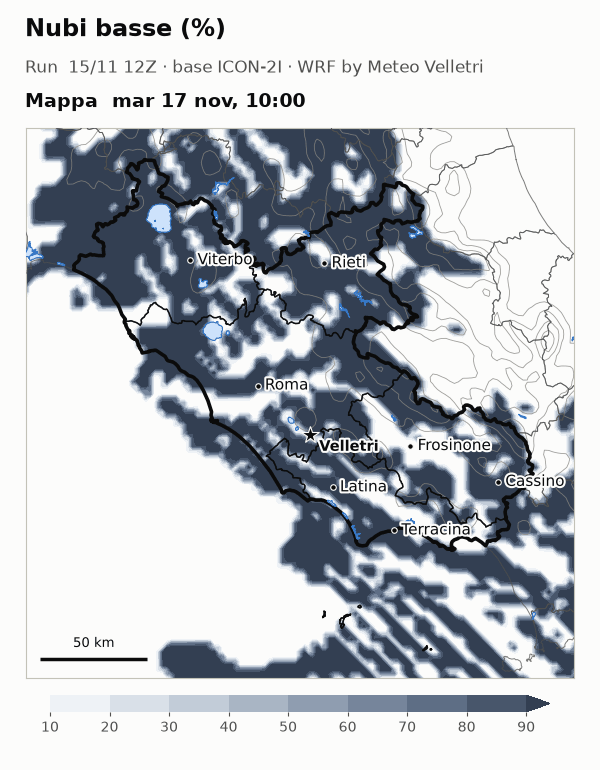 Nubi basse (%)
Run  15/11 12Z · base ICON-2I · WRF by Meteo Velletri
Mappa  mar 17 nov, 10:00
Viterbo
Rieti
Roma
Velletri
Frosinone
Latina
Cassino
Terracina
50 km
10 20 30 40 50 60 70 80 90